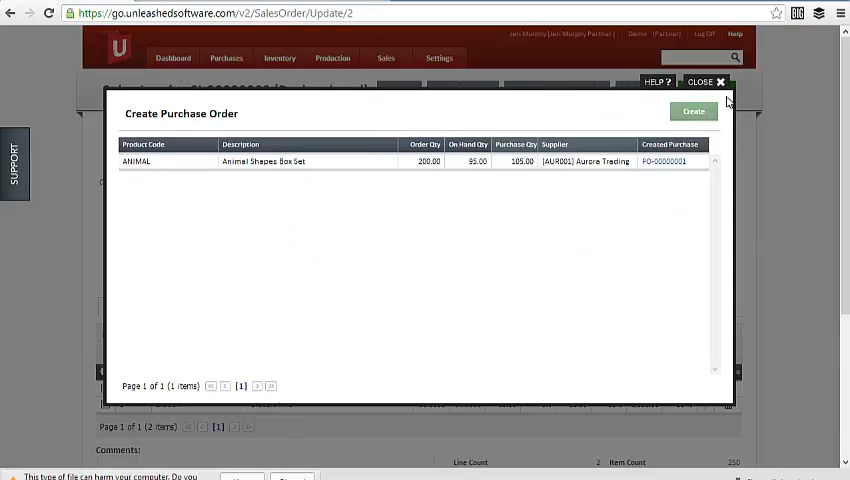 https://go.unleashedsoftware.com/v2/SalesOrder/Update/2
BIG
U
Jeni Murphy [Jeni Murphy Partner] | Demo [Partner] | Log Off | Help
Dashboard Purchases Inventory Production Sales Settings
HELP ? CLOSE X
Create Purchase Order
Create
Product Code Description Order Qty On Hand Qty Purchase Qty Supplier Created Purchase
ANIMAL Animal Shapes Box Set 200.00 95.00 105.00 [AUR001] Aurora Trading PO-00000001
SUPPORT
Page 1 of 1 (1 items) [1]
Page 1 of 1 (2 items) [1]
Comments:
Line Count 2 Item Count 250
This type of file can harm your computer. Do you